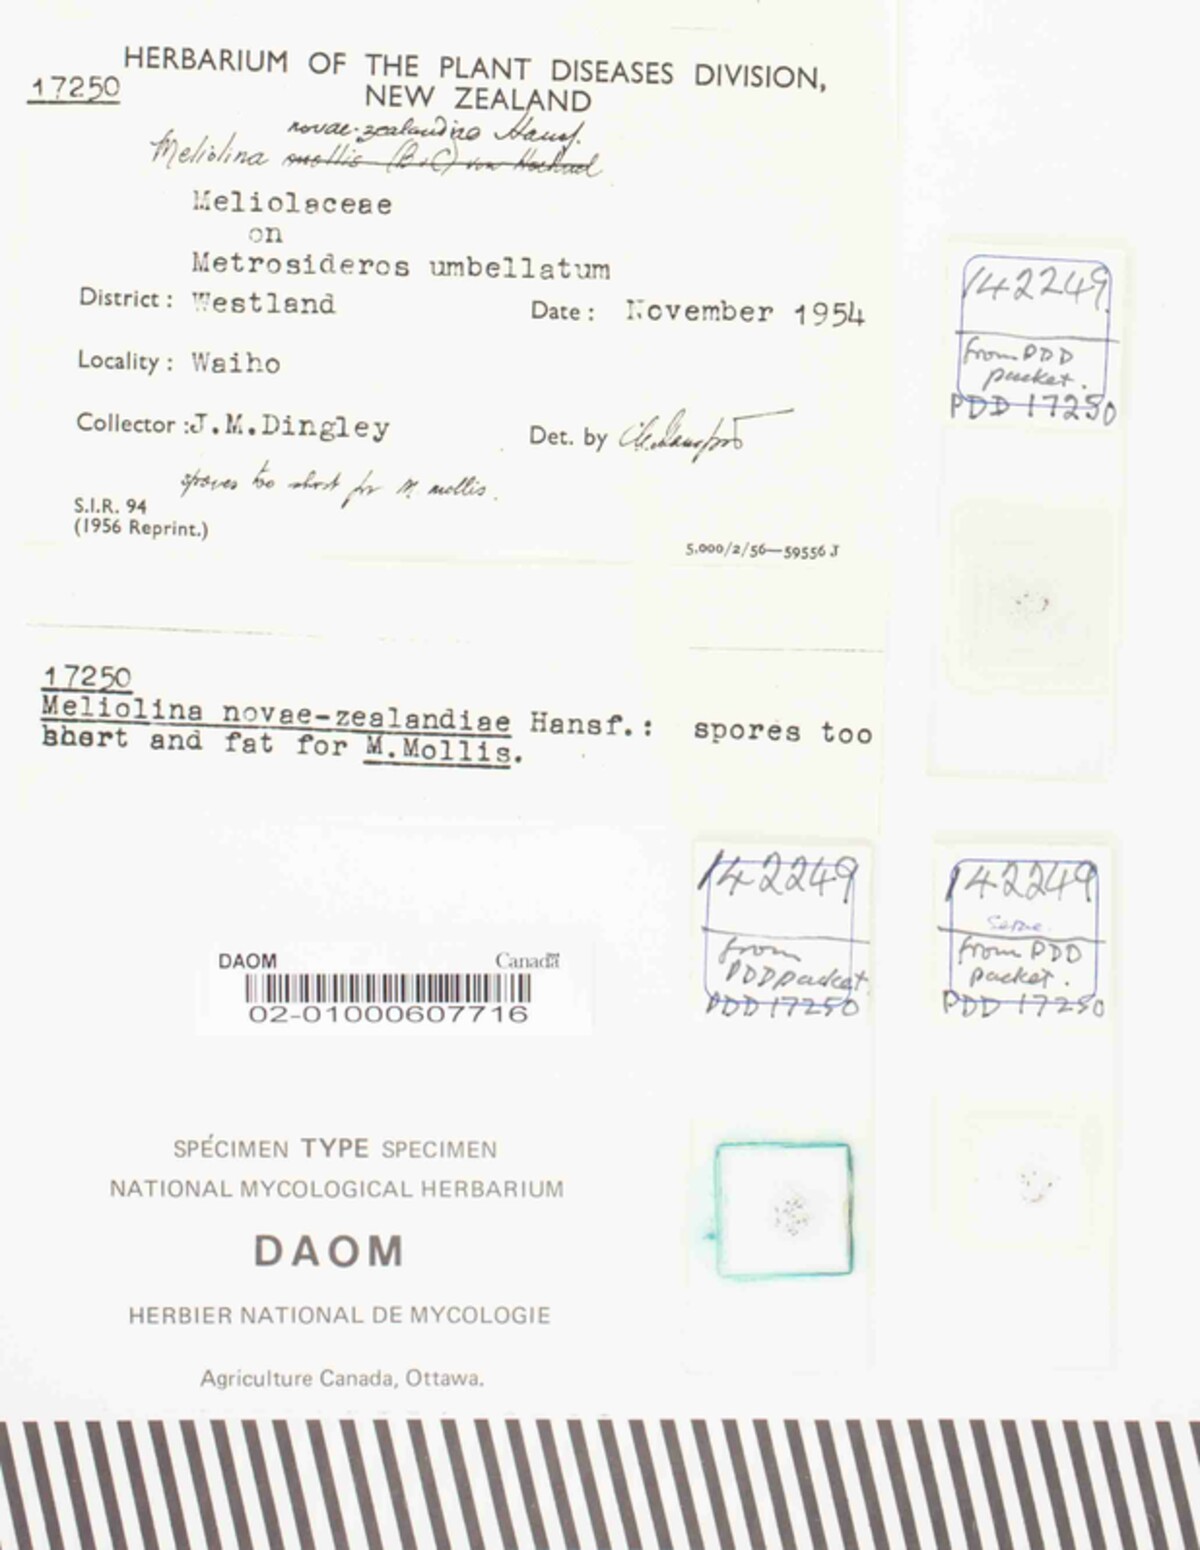 HERBARIUM OF THE PLANT DISEASES DIVISION,
17250
NEW ZEALAND
novae-zealandiae Hansf.
Meliolina mollis (B+C) von
Meliolaceae
on
Metrosideros umbellatum
District: Westland
Date: November 1954
Locality: Waiho
Collector: J.M.Dingley
Det. by
spores too short for M. mollis.
S.I.R. 94
(1956 Reprint.)
5,000/2/56—59556 J
17250
Meliolina novae-zealandiae Hansf.: spores too
short and fat for M.Mollis.
142249
from PDD
packet.
PDD 17250
142249
from
PDD packet.
PDD 17250
142249
same.
from PDD
packet.
PDD 17250
DAOM
Canada
02-01000607716
SPÉCIMEN TYPE SPECIMEN
NATIONAL MYCOLOGICAL HERBARIUM
DAOM
HERBIER NATIONAL DE MYCOLOGIE
Agriculture Canada, Ottawa.